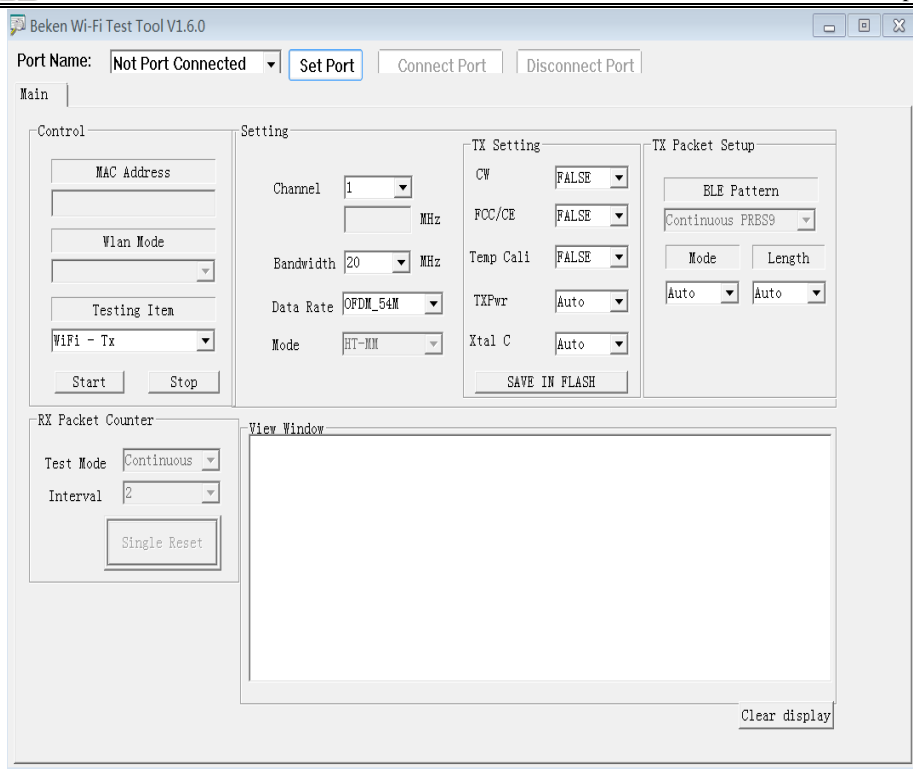 Beken Wi-Fi Test Tool V1.6.0
Port Name: Not Port Connected Set Port Connect Port Disconnect Port
Main
Control
MAC Address
Wlan Mode
Testing Item
WiFi - Tx
Start Stop
Setting
Channel 1
MHz
Bandwidth 20 MHz
Data Rate OFDM_54M
Mode HT-MM
TX Setting
CW FALSE
FCC/CE FALSE
Temp Cali FALSE
TXPwr Auto
Xtal C Auto
SAVE IN FLASH
TX Packet Setup
BLE Pattern
Continuous PRBS9
Mode Length
Auto Auto
RX Packet Counter
Test Mode Continuous
Interval 2
Single Reset
View Window
Clear display